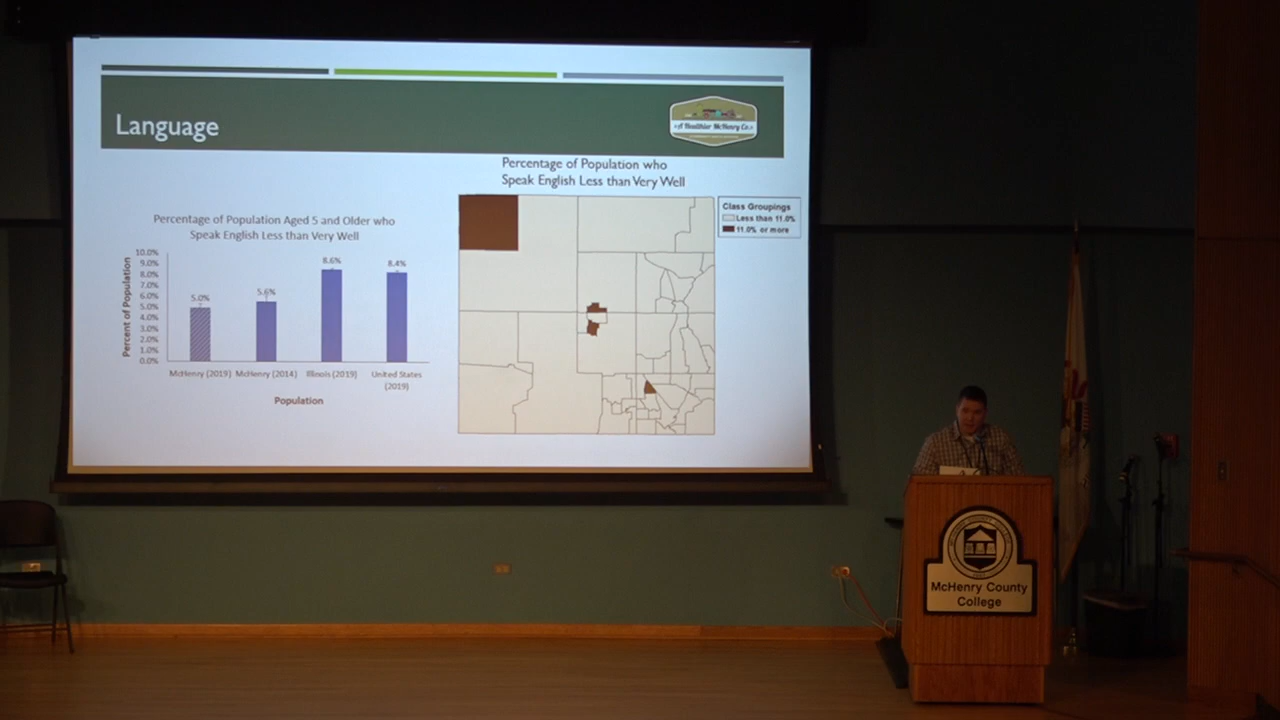 Language
A Healthier McHenry Co.
Percentage of Population who
Speak English Less than Very Well
Class Groupings
Less than 11.0%
11.0% or more
Percentage of Population Aged 5 and Older who
Speak English Less than Very Well
Percent of Population
10.0%
9.0%
8.0%
7.0%
6.0%
5.0%
4.0%
3.0%
2.0%
1.0%
0.0%
5.0%
5.6%
8.6%
8.4%
McHenry (2019) McHenry (2014) Illinois (2019) United States
(2019)
Population
McHenry County
College